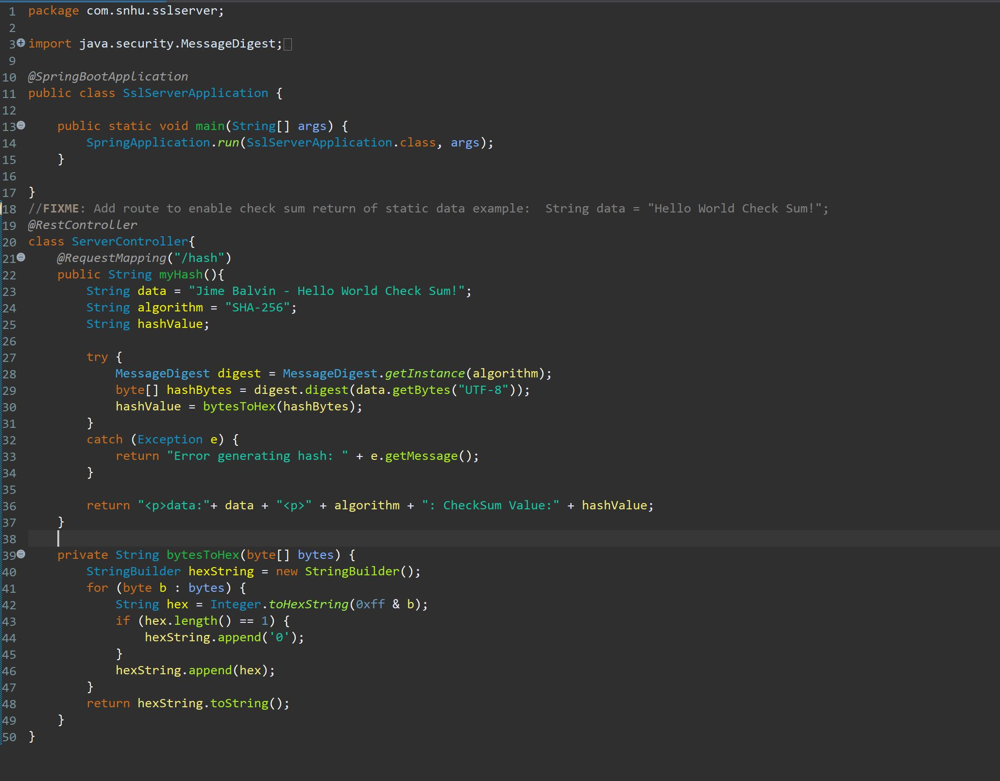 1 package com.snhu.sslserver;
2
3 import java.security.MessageDigest;
9
10 @SpringBootApplication
11 public class SslServerApplication {
12
13     public static void main(String[] args) {
14         SpringApplication.run(SslServerApplication.class, args);
15     }
16
17 }
18 //FIXME: Add route to enable check sum return of static data example:  String data = "Hello World Check Sum!";
19 @RestController
20 class ServerController{
21     @RequestMapping("/hash")
22     public String myHash(){
23         String data = "Jime Balvin - Hello World Check Sum!";
24         String algorithm = "SHA-256";
25         String hashValue;
26
27         try {
28             MessageDigest digest = MessageDigest.getInstance(algorithm);
29             byte[] hashBytes = digest.digest(data.getBytes("UTF-8"));
30             hashValue = bytesToHex(hashBytes);
31         }
32         catch (Exception e) {
33             return "Error generating hash: " + e.getMessage();
34         }
35
36         return "<p>data:"+ data + "<p>" + algorithm + ": CheckSum Value:" + hashValue;
37     }
38
39     private String bytesToHex(byte[] bytes) {
40         StringBuilder hexString = new StringBuilder();
41         for (byte b : bytes) {
42             String hex = Integer.toHexString(0xff & b);
43             if (hex.length() == 1) {
44                 hexString.append('0');
45             }
46             hexString.append(hex);
47         }
48         return hexString.toString();
49     }
50 }